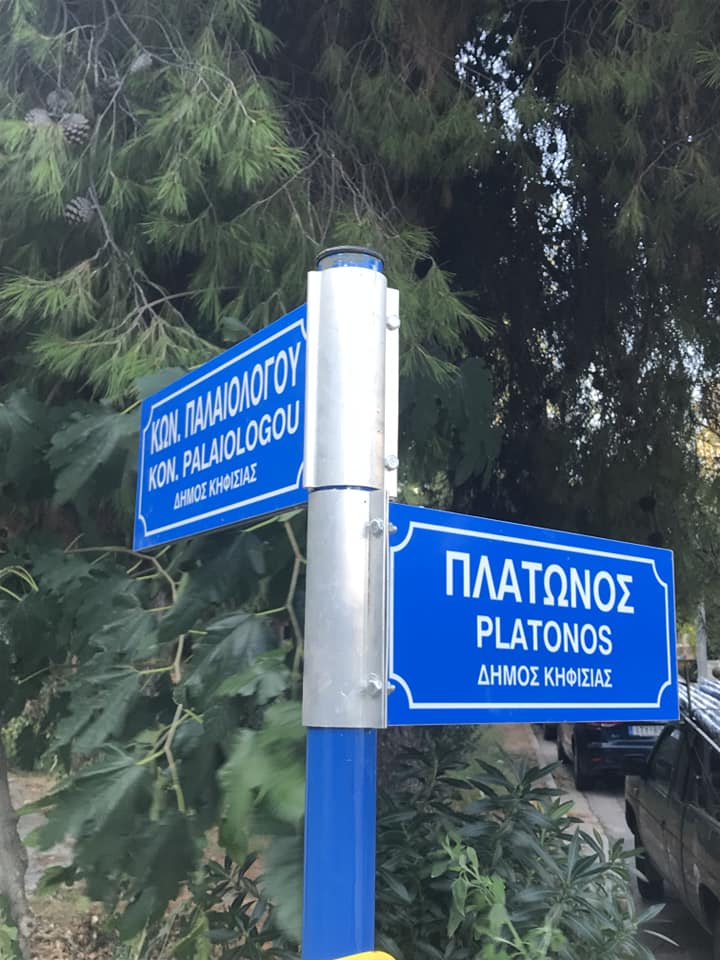 ΚΩΝ. ΠΑΛΑΙΟΛΟΓΟΥ
KON. PALAIOLOGOU
ΔΗΜΟΣ ΚΗΦΙΣΙΑΣ
ΠΛΑΤΩΝΟΣ
PLATONOS
ΔΗΜΟΣ ΚΗΦΙΣΙΑΣ